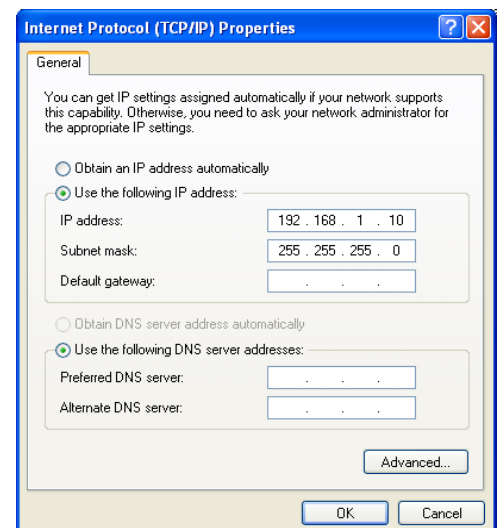 Internet Protocol (TCP/IP) Properties
General
You can get IP settings assigned automatically if your network supports
this capability. Otherwise, you need to ask your network administrator for
the appropriate IP settings.
Obtain an IP address automatically
Use the following IP address:
IP address: 192 . 168 . 1 . 10
Subnet mask: 255 . 255 . 255 . 0
Default gateway: . . .
Obtain DNS server address automatically
Use the following DNS server addresses:
Preferred DNS server: . . .
Alternate DNS server: . . .
Advanced...
OK Cancel